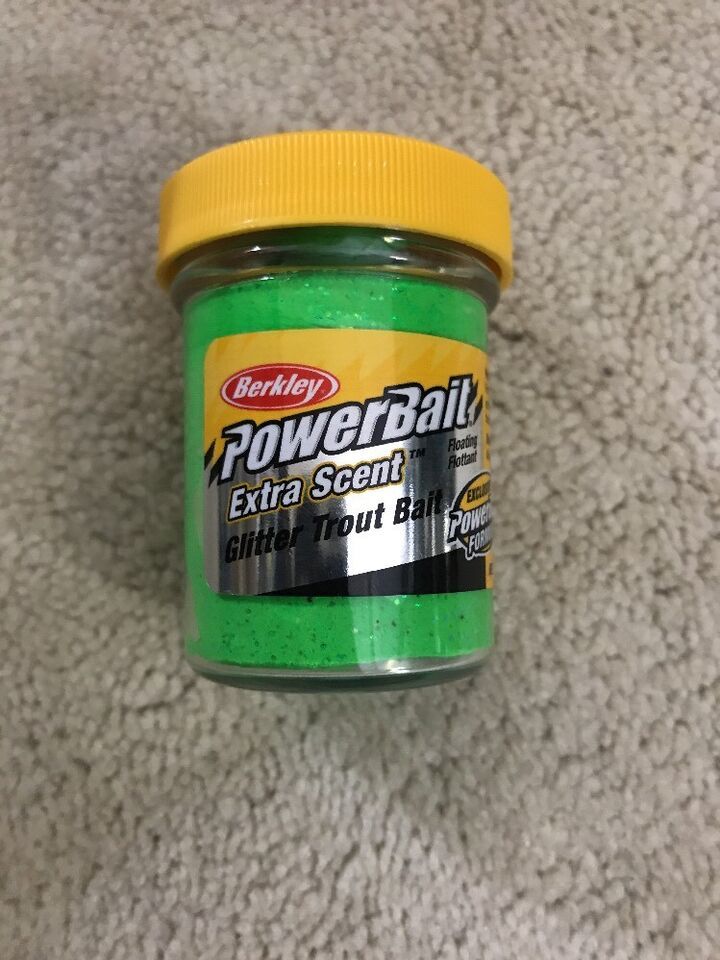 Berkley
PowerBait
Extra Scent™
Floating
Flottant
Glitter Trout Bait